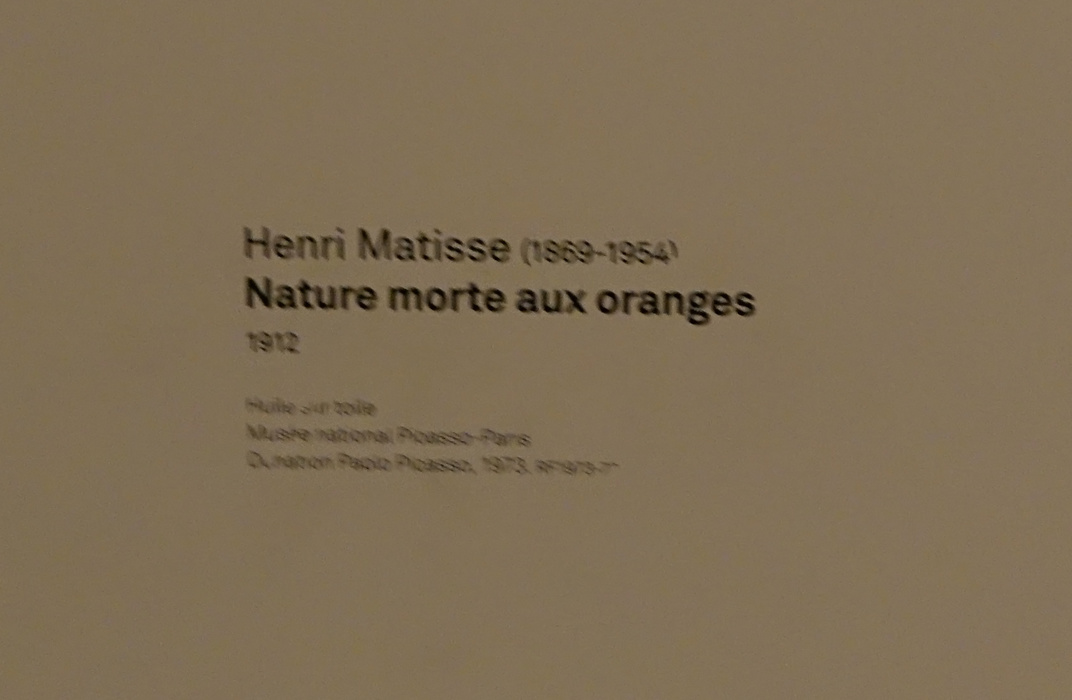 Henri Matisse (1869-1954)
Nature morte aux oranges
1912
Huile sur toile
Musée national Picasso-Paris
Donation Pablo Picasso, 1973,